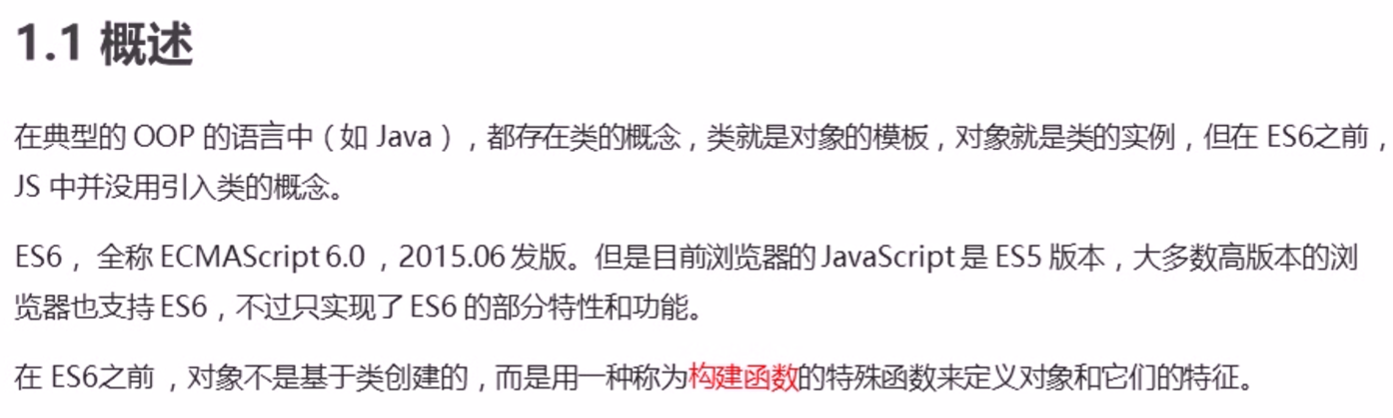 1.1 概述
在典型的 OOP 的语言中（如 Java），都存在类的概念，类就是对象的模板，对象就是类的实例，但在 ES6之前，
JS 中并没用引入类的概念。
ES6， 全称 ECMAScript 6.0 ，2015.06 发版。但是目前浏览器的 JavaScript 是 ES5 版本，大多数高版本的浏
览器也支持 ES6，不过只实现了 ES6 的部分特性和功能。
在 ES6之前 ，对象不是基于类创建的，而是用一种称为构建函数的特殊函数来定义对象和它们的特征。